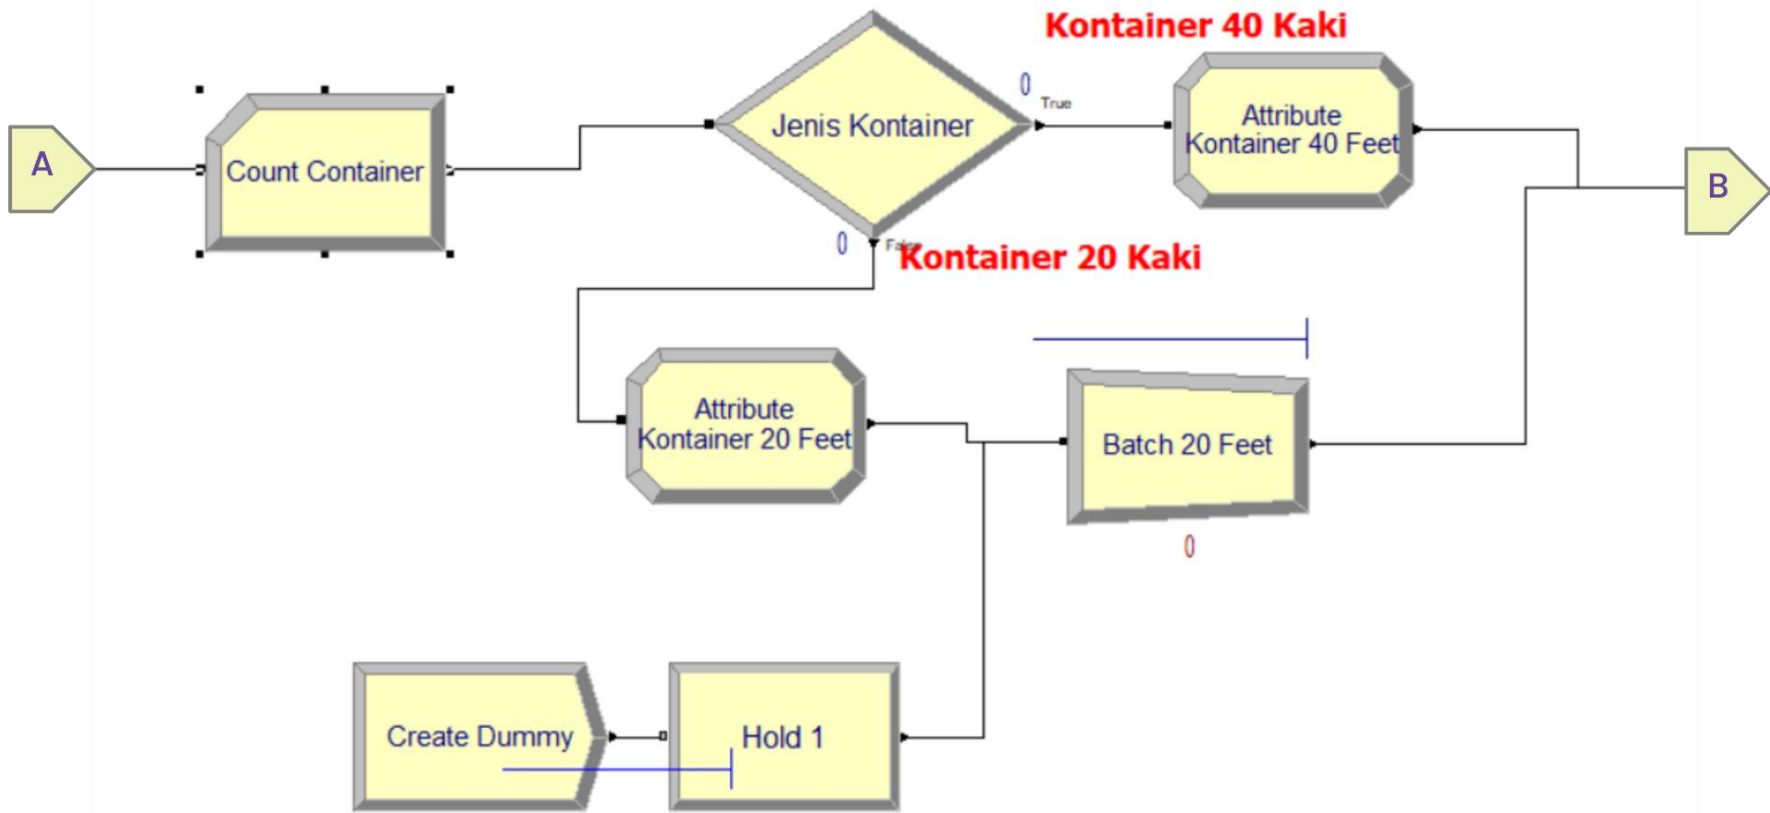 Kontainer 40 Kaki
0
True
A
Count Container
Jenis Kontainer
Attribute
Kontainer 40 Feet
B
0
False
Kontainer 20 Kaki
Attribute
Kontainer 20 Feet
Batch 20 Feet
0
Create Dummy
Hold 1